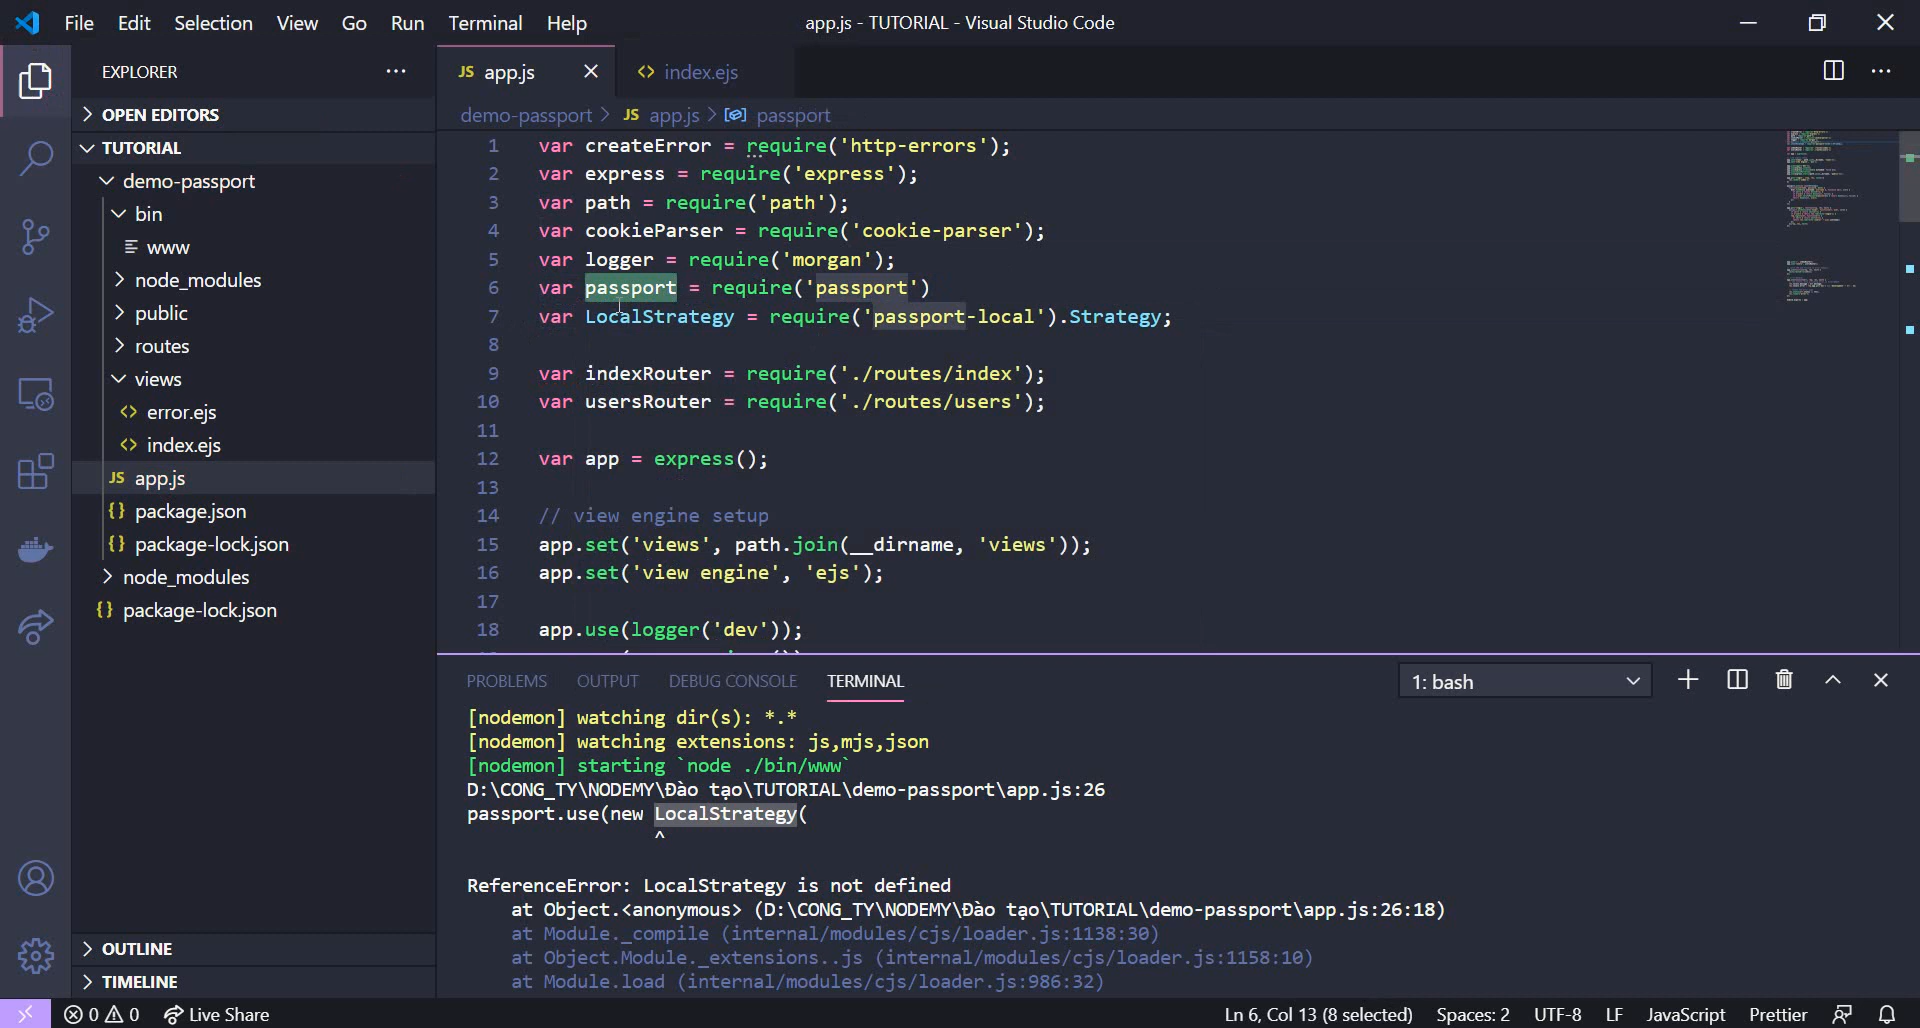 File Edit Selection View Go Run Terminal Help
app.js - TUTORIAL - Visual Studio Code
EXPLORER
OPEN EDITORS
TUTORIAL
demo-passport
bin
www
node_modules
public
routes
views
error.ejs
index.ejs
JS app.js
{} package.json
{} package-lock.json
node_modules
{} package-lock.json
OUTLINE
TIMELINE
JS app.js
index.ejs
demo-passport > JS app.js > passport
1 var createError = require('http-errors');
2 var express = require('express');
3 var path = require('path');
4 var cookieParser = require('cookie-parser');
5 var logger = require('morgan');
6 var passport = require('passport')
7 var LocalStrategy = require('passport-local').Strategy;
8
9 var indexRouter = require('./routes/index');
10 var usersRouter = require('./routes/users');
11
12 var app = express();
13
14 // view engine setup
15 app.set('views', path.join(__dirname, 'views'));
16 app.set('view engine', 'ejs');
17
18 app.use(logger('dev'));
PROBLEMS OUTPUT DEBUG CONSOLE TERMINAL
1: bash
[nodemon] watching dir(s): *.*
[nodemon] watching extensions: js,mjs,json
[nodemon] starting `node ./bin/www`
D:\CONG_TY\NODEMY\Đào tạo\TUTORIAL\demo-passport\app.js:26
passport.use(new LocalStrategy(
^
ReferenceError: LocalStrategy is not defined
at Object.<anonymous> (D:\CONG_TY\NODEMY\Đào tạo\TUTORIAL\demo-passport\app.js:26:18)
at Module._compile (internal/modules/cjs/loader.js:1138:30)
at Object.Module._extensions..js (internal/modules/cjs/loader.js:1158:10)
at Module.load (internal/modules/cjs/loader.js:986:32)
0 0 Live Share
Ln 6, Col 13 (8 selected) Spaces: 2 UTF-8 LF JavaScript Prettier